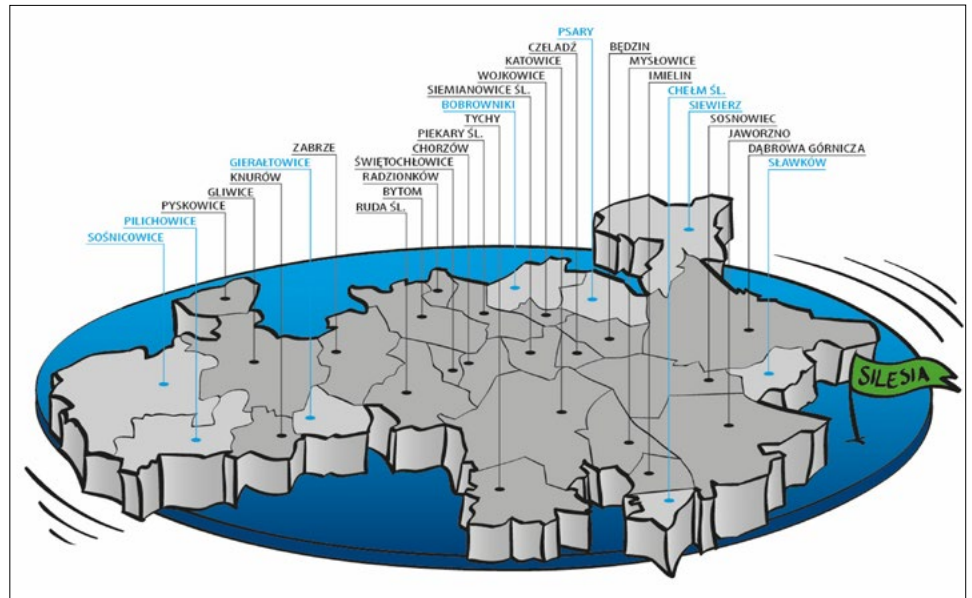 PSARY
CZELADŹ
BĘDZIN
KATOWICE
MYSŁOWICE
WOJKOWICE
IMIELIN
SIEMIANOWICE ŚL.
CHEŁM ŚL.
BOBROWNIKI
SIEWIERZ
TYCHY
SOSNOWIEC
PIEKARY ŚL.
JAWORZNO
ZABRZE
CHORZÓW
DĄBROWA GÓRNICZA
GIERAŁTOWICE
ŚWIĘTOCHŁOWICE
SŁAWKÓW
KNURÓW
RADZIONKÓW
GLIWICE
BYTOM
PYSKOWICE
RUDA ŚL.
PILICHOWICE
SOŚNICOWICE
SILESIA